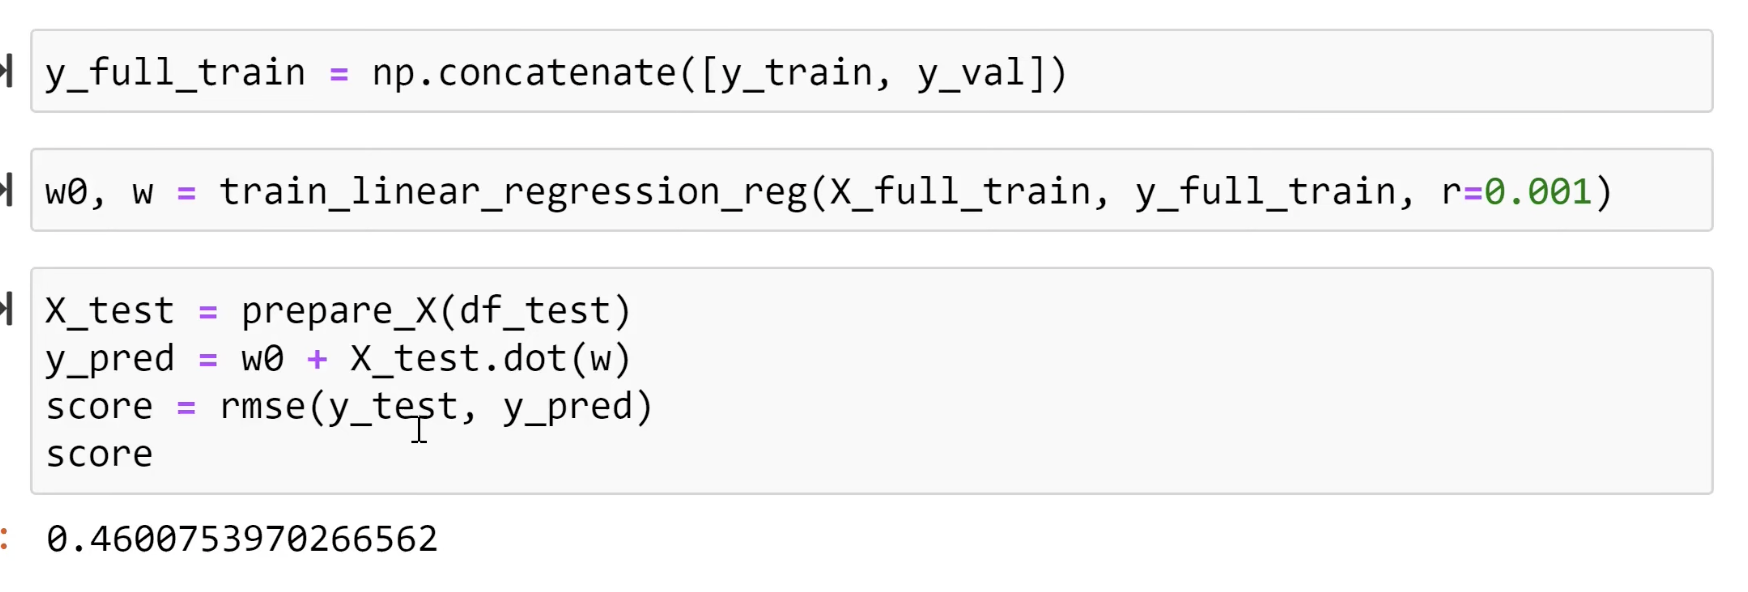 y_full_train = np.concatenate([y_train, y_val])
w0, w = train_linear_regression_reg(X_full_train, y_full_train, r=0.001)
X_test = prepare_X(df_test)
y_pred = w0 + X_test.dot(w)
score = rmse(y_test, y_pred)
score
: 0.4600753970266562